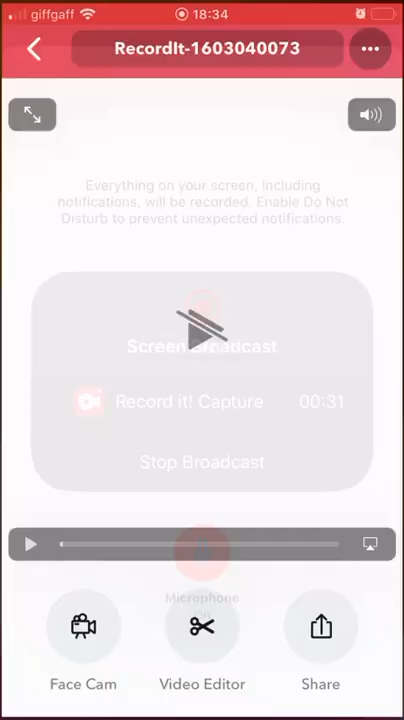 giffgaff 18:34
RecordIt-1603040073
Everything on your screen, including
notifications, will be recorded. Enable Do Not
Disturb to prevent unexpected notifications.
Screen Broadcast
Record it! Capture 00:31
Stop Broadcast
Microphone
On
Face Cam Video Editor Share